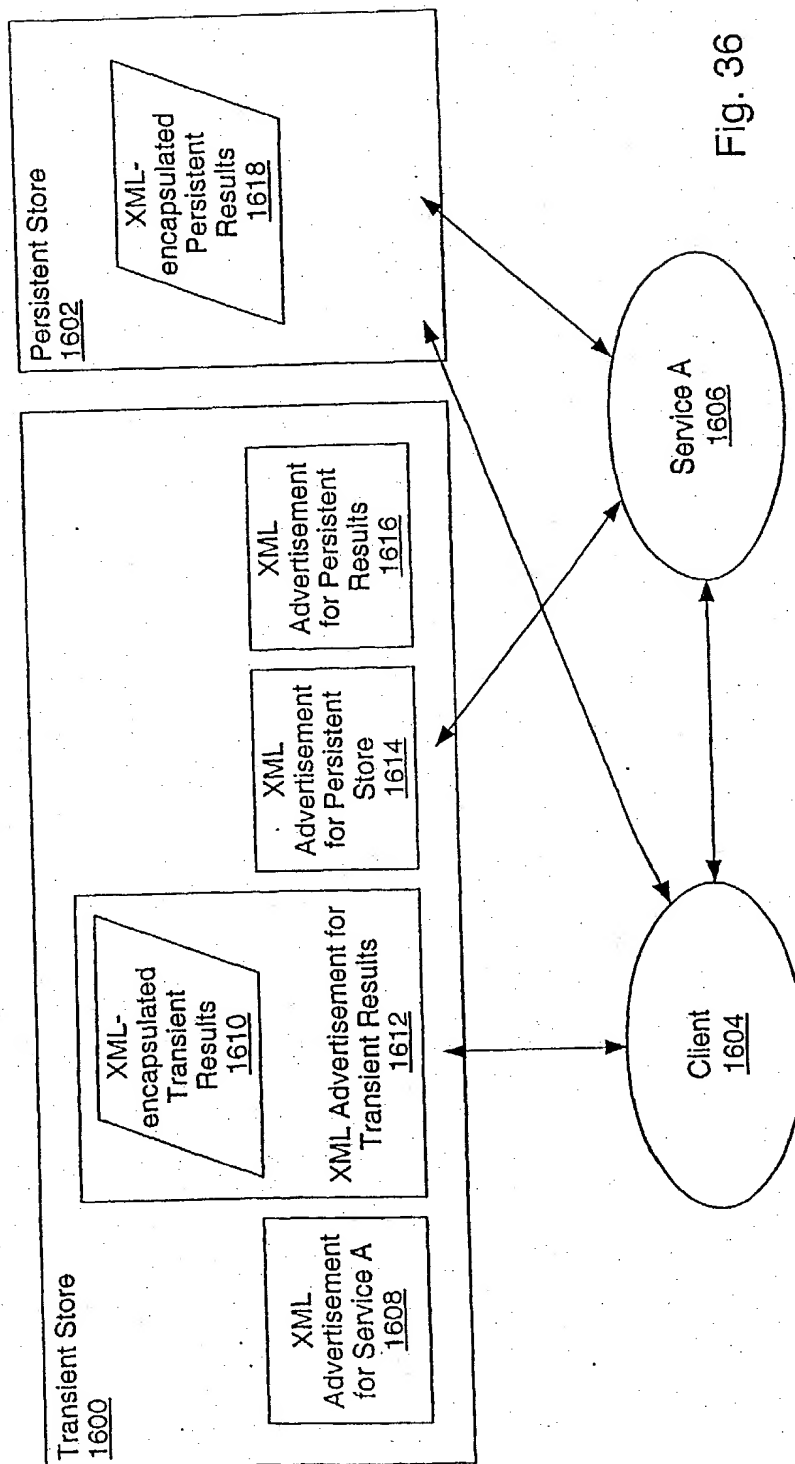 Transient Store
1600
XML
Advertisement
for Service A
1608
XML-
encapsulated
Transient
Results
1610
XML Advertisement for
Transient Results
1612
XML
Advertisement
for Persistent
Store
1614
XML
Advertisement
for Persistent
Results
1616
Persistent Store
1602
XML-
encapsulated
Persistent
Results
1618
Client
1604
Service A
1606
Fig. 36